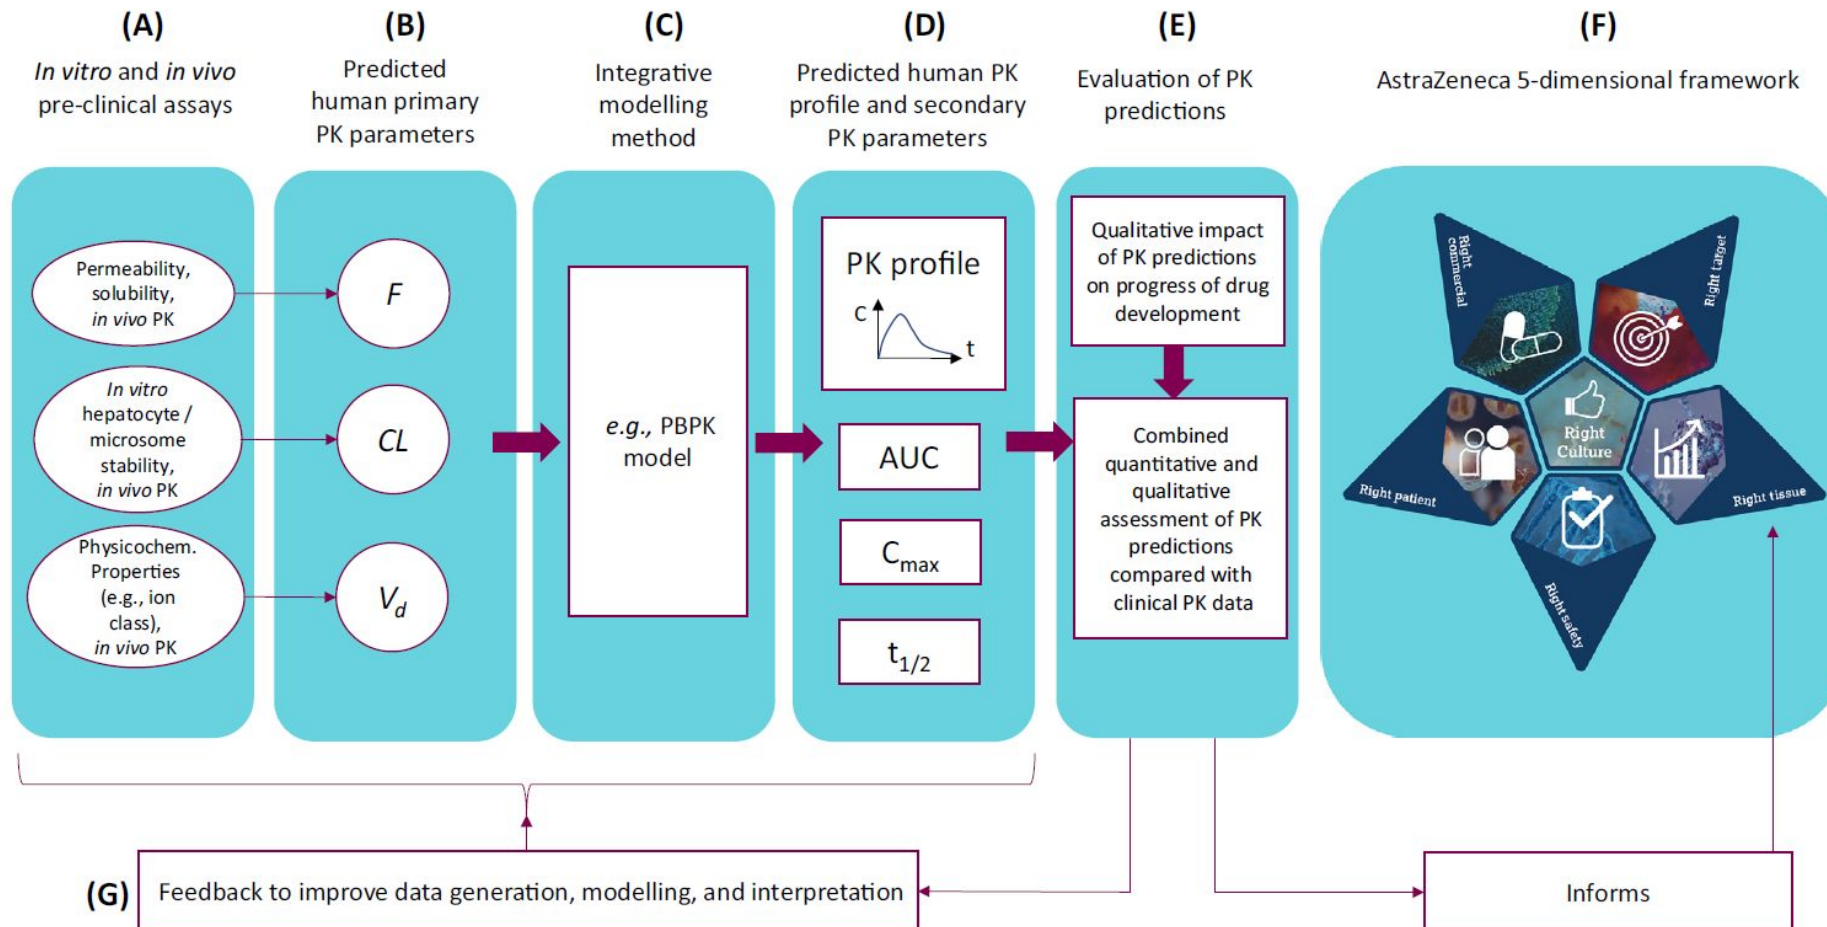 (A)
In vitro and in vivo
pre-clinical assays
(B)
Predicted
human primary
PK parameters
(C)
Integrative
modelling
method
(D)
Predicted human PK
profile and secondary
PK parameters
(E)
Evaluation of PK
predictions
(F)
AstraZeneca 5-dimensional framework
Permeability,
solubility,
in vivo PK
In vitro
hepatocyte /
microsome
stability,
in vivo PK
Physicochem.
Properties
(e.g., ion
class),
in vivo PK
F
CL
Vd
e.g., PBPK
model
PK profile
C
t
AUC
Cmax
t1/2
Qualitative impact
of PK predictions
on progress of drug
development
Combined
quantitative and
qualitative
assessment of PK
predictions
compared with
clinical PK data
Right
commercial
Right target
Right
Culture
Right patient
Right tissue
Right safety
(G)
Feedback to improve data generation, modelling, and interpretation
Informs